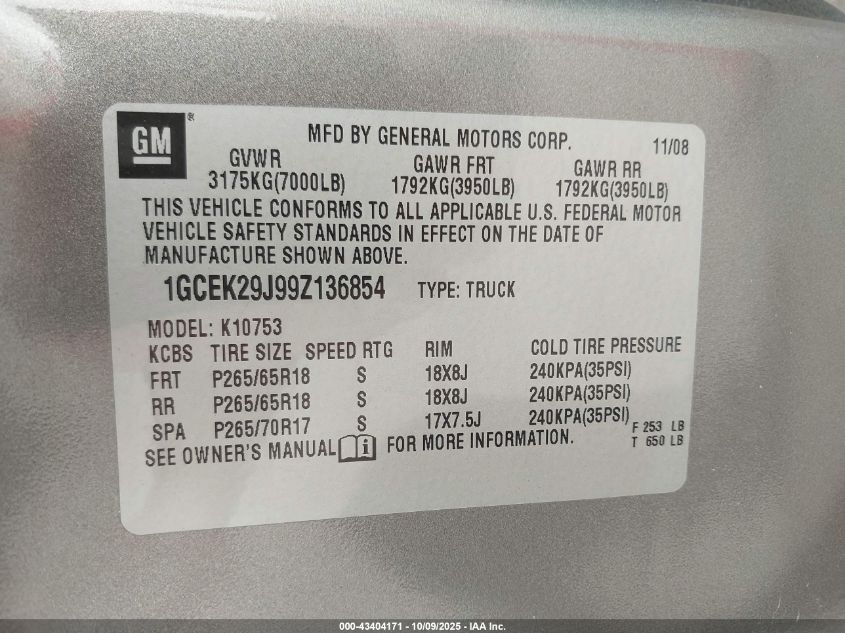 GM ®
MFD BY GENERAL MOTORS CORP. 11/08
GVWR GAWR FRT GAWR RR
3175KG(7000LB) 1792KG(3950LB) 1792KG(3950LB)
THIS VEHICLE CONFORMS TO ALL APPLICABLE U.S. FEDERAL MOTOR
VEHICLE SAFETY STANDARDS IN EFFECT ON THE DATE OF
MANUFACTURE SHOWN ABOVE.
1GCEK29J99Z136854 TYPE: TRUCK
MODEL: K10753
KCBS TIRE SIZE SPEED RTG RIM COLD TIRE PRESSURE
FRT P265/65R18 S 18X8J 240KPA(35PSI)
RR P265/65R18 S 18X8J 240KPA(35PSI)
SPA P265/70R17 S 17X7.5J 240KPA(35PSI) F 253 LB
SEE OWNER'S MANUAL i FOR MORE INFORMATION. T 650 LB
000-43404171 - 10/09/2025 - IAA Inc.